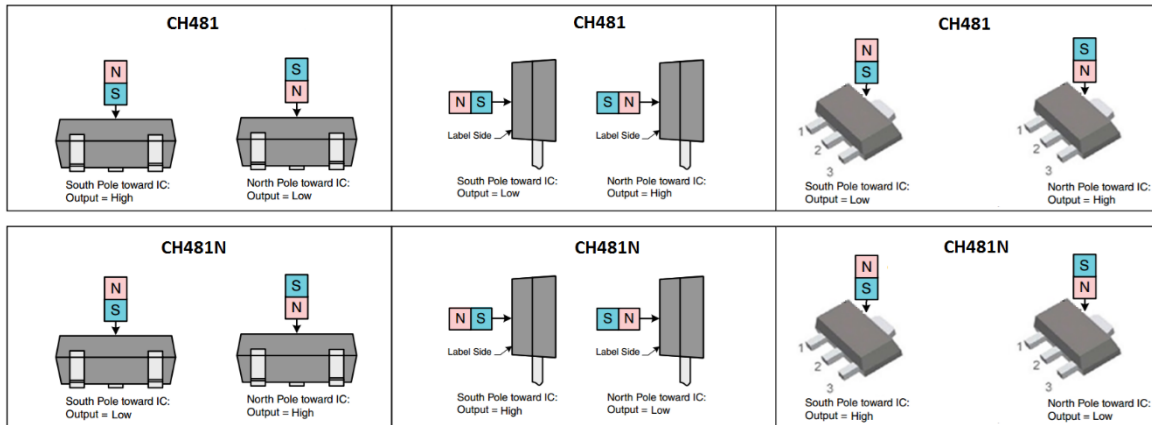 CH481
N
S
S
N
South Pole toward IC:
Output = High
North Pole toward IC:
Output = Low
CH481
N S
S N
Label Side
Label Side
South Pole toward IC:
Output = Low
North Pole toward IC:
Output = High
CH481
N
S
S
N
1
2
3
1
2
3
South Pole toward IC:
Output = Low
North Pole toward IC:
Output = High
CH481N
N
S
S
N
South Pole toward IC:
Output = Low
North Pole toward IC:
Output = High
CH481N
N S
S N
Label Side
Label Side
South Pole toward IC:
Output = High
North Pole toward IC:
Output = Low
CH481N
N
S
S
N
1
2
3
1
2
3
South Pole toward IC:
Output = High
North Pole toward IC:
Output = Low